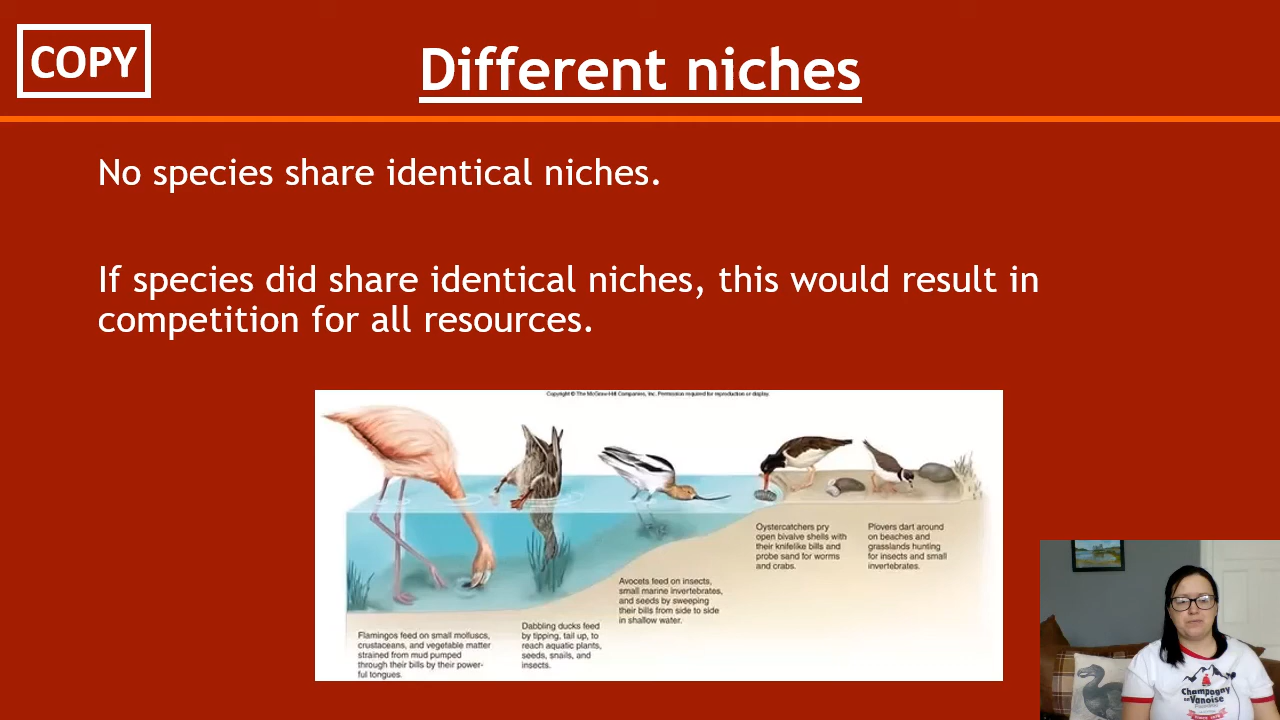 COPY
Different niches
No species share identical niches.
If species did share identical niches, this would result in
competition for all resources.
Copyright © The McGraw-Hill Companies, Inc. Permission required for reproduction or display.
Oystercatchers pry
open bivalve shells with
their knifelike bills and
probe sand for worms
and crabs.
Plovers dart around
on beaches and
grasslands hunting
for insects and small
invertebrates.
Avocets feed on insects,
small marine invertebrates,
and seeds by sweeping
their bills from side to side
in shallow water.
Dabbling ducks feed
by tipping, tail up, to
reach aquatic plants,
seeds, snails, and
insects.
Flamingos feed on small molluscs,
crustaceans, and vegetable matter
strained from mud pumped
through their bills by their power-
ful tongues.
Champagny
en Vanoise